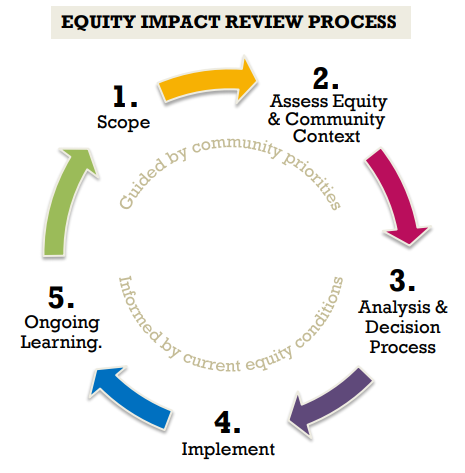 EQUITY IMPACT REVIEW PROCESS
1.
Scope
2.
Assess Equity
& Community
Context
Guided by community priorities
3.
Analysis &
Decision
Process
Informed by current equity conditions
4.
Implement
5.
Ongoing
Learning.